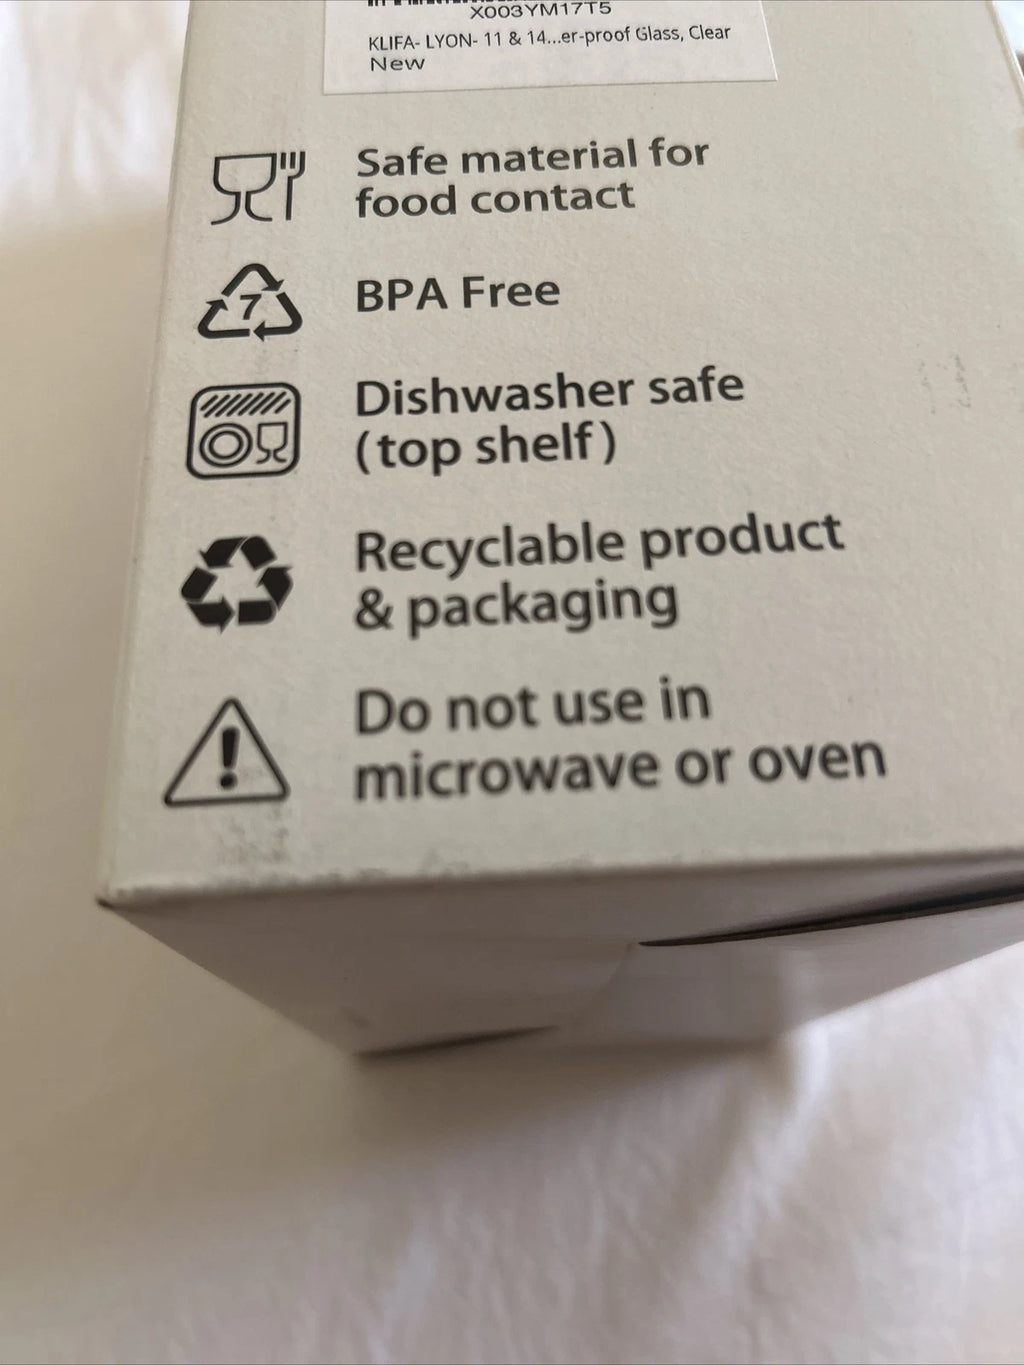 X003YM17T5
KLIFA- LYON- 11 & 14...er-proof Glass, Clear
New
Safe material for
food contact
7
BPA Free
Dishwasher safe
(top shelf)
Recyclable product
& packaging
!
Do not use in
microwave or oven